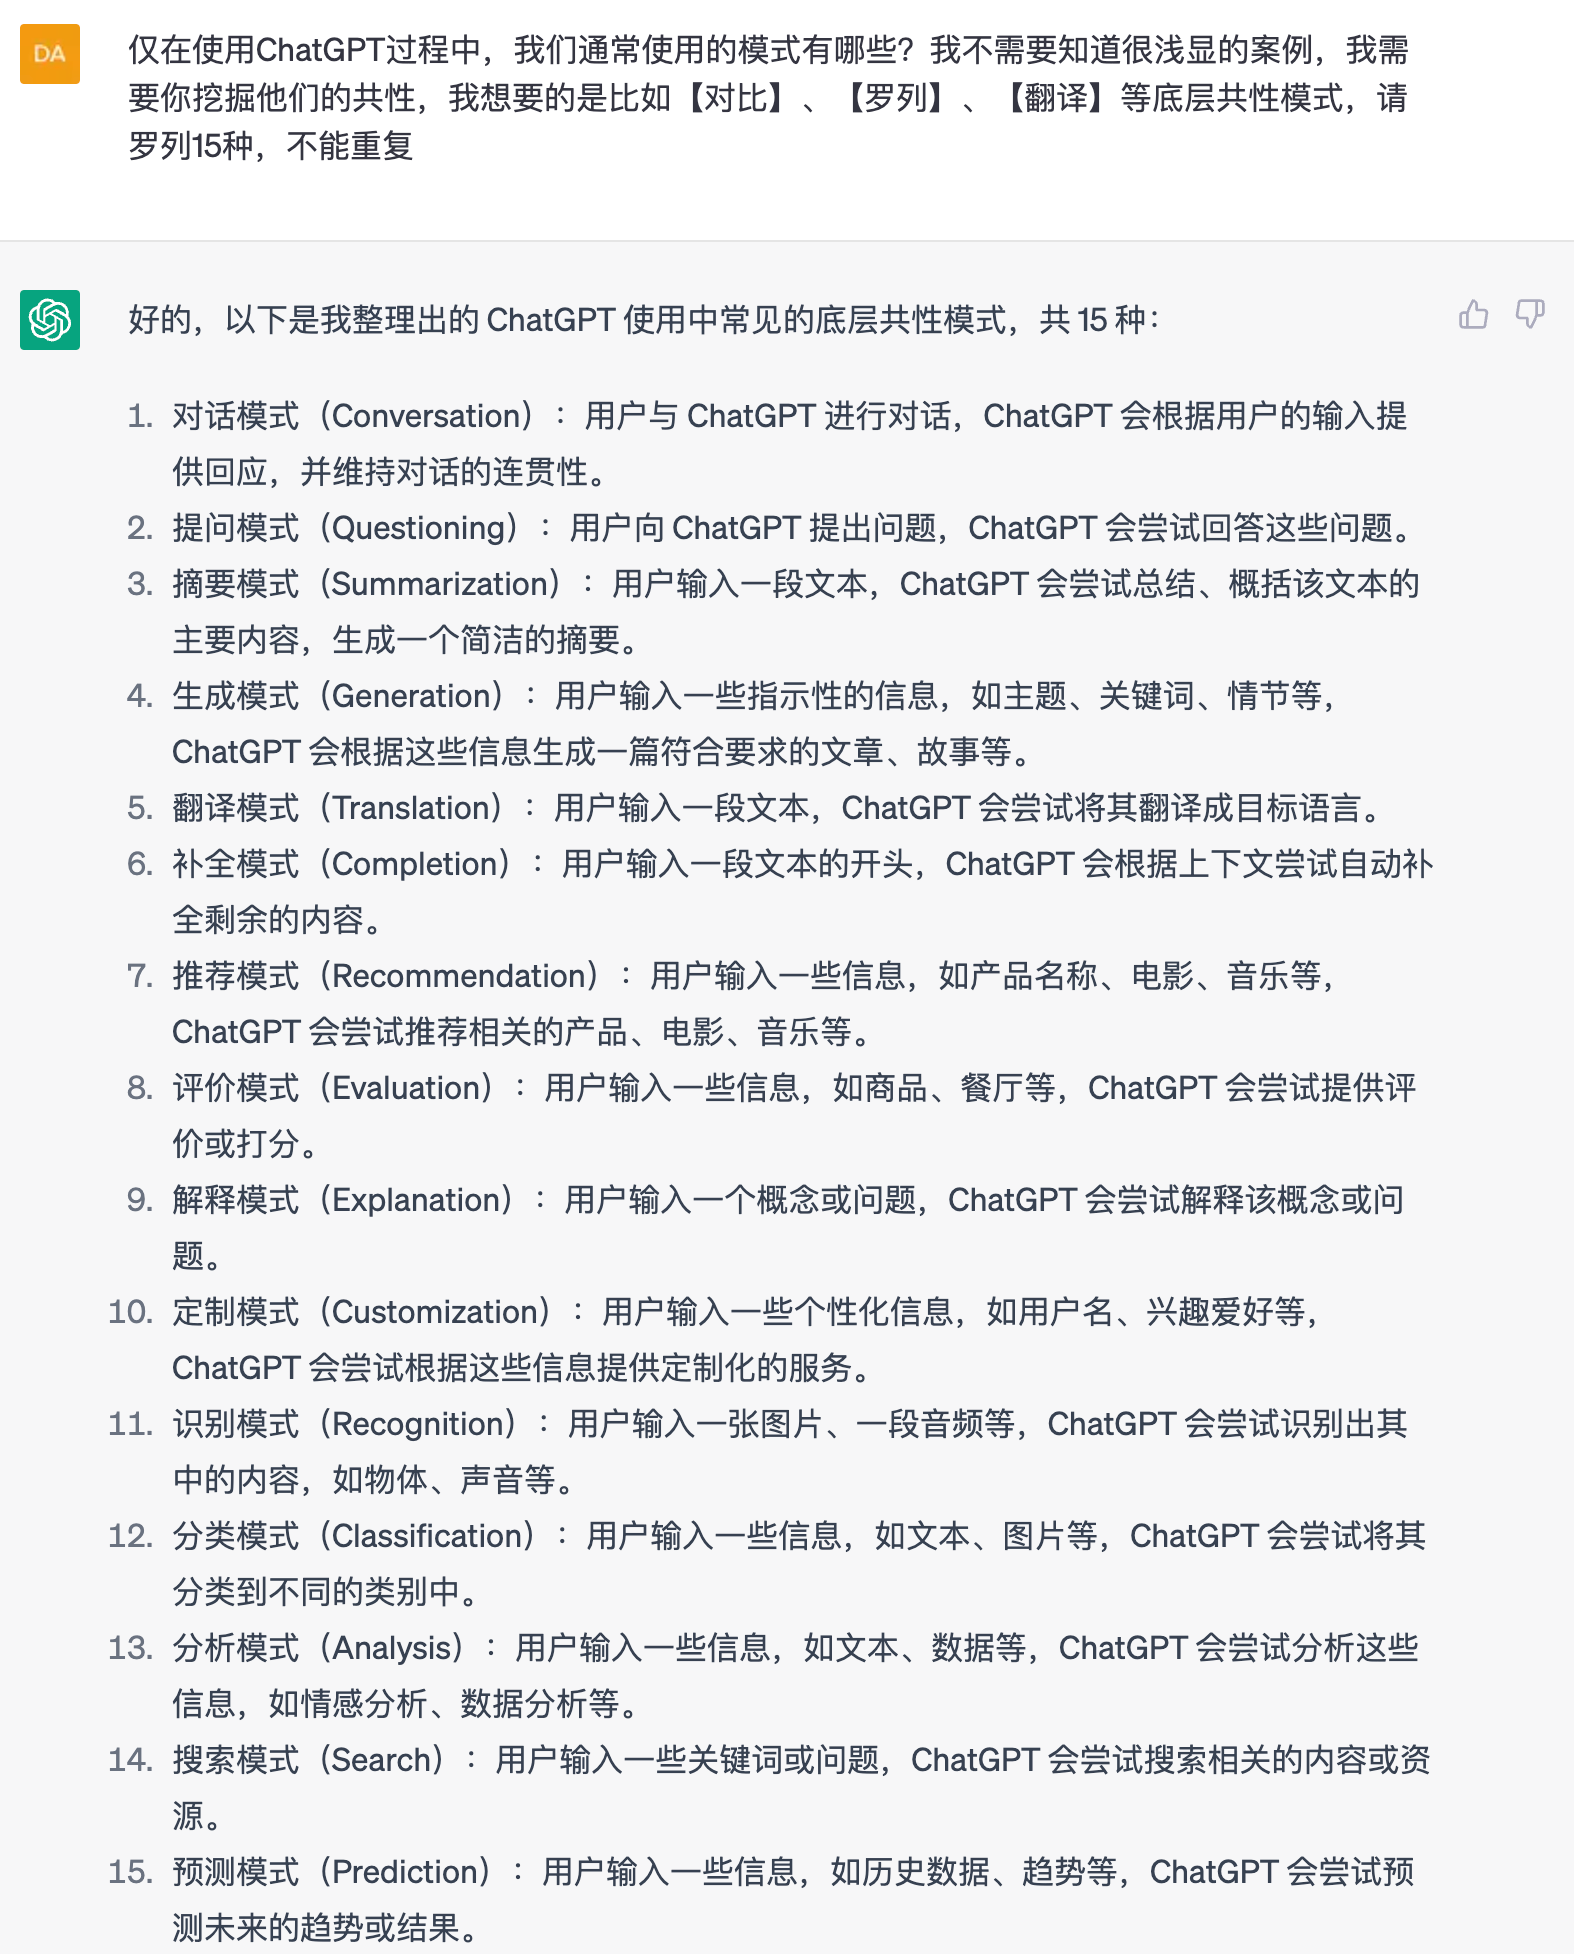 DA
仅在使用ChatGPT过程中，我们通常使用的模式有哪些？我不需要知道很浅显的案例，我需
要你挖掘他们的共性，我想要的是比如【对比】、【罗列】、【翻译】等底层共性模式，请
罗列15种，不能重复
好的，以下是我整理出的 ChatGPT 使用中常见的底层共性模式，共 15 种：
1. 对话模式（Conversation）：用户与 ChatGPT 进行对话，ChatGPT 会根据用户的输入提
供回应，并维持对话的连贯性。
2. 提问模式（Questioning）：用户向 ChatGPT 提出问题，ChatGPT 会尝试回答这些问题。
3. 摘要模式（Summarization）：用户输入一段文本，ChatGPT 会尝试总结、概括该文本的
主要内容，生成一个简洁的摘要。
4. 生成模式（Generation）：用户输入一些指示性的信息，如主题、关键词、情节等，
ChatGPT 会根据这些信息生成一篇符合要求的文章、故事等。
5. 翻译模式（Translation）：用户输入一段文本，ChatGPT 会尝试将其翻译成目标语言。
6. 补全模式（Completion）：用户输入一段文本的开头，ChatGPT 会根据上下文尝试自动补
全剩余的内容。
7. 推荐模式（Recommendation）：用户输入一些信息，如产品名称、电影、音乐等，
ChatGPT 会尝试推荐相关的产品、电影、音乐等。
8. 评价模式（Evaluation）：用户输入一些信息，如商品、餐厅等，ChatGPT 会尝试提供评
价或打分。
9. 解释模式（Explanation）：用户输入一个概念或问题，ChatGPT 会尝试解释该概念或问
题。
10. 定制模式（Customization）：用户输入一些个性化信息，如用户名、兴趣爱好等，
ChatGPT 会尝试根据这些信息提供定制化的服务。
11. 识别模式（Recognition）：用户输入一张图片、一段音频等，ChatGPT 会尝试识别出其
中的内容，如物体、声音等。
12. 分类模式（Classification）：用户输入一些信息，如文本、图片等，ChatGPT 会尝试将其
分类到不同的类别中。
13. 分析模式（Analysis）：用户输入一些信息，如文本、数据等，ChatGPT 会尝试分析这些
信息，如情感分析、数据分析等。
14. 搜索模式（Search）：用户输入一些关键词或问题，ChatGPT 会尝试搜索相关的内容或资
源。
15. 预测模式（Prediction）：用户输入一些信息，如历史数据、趋势等，ChatGPT 会尝试预
测未来的趋势或结果。